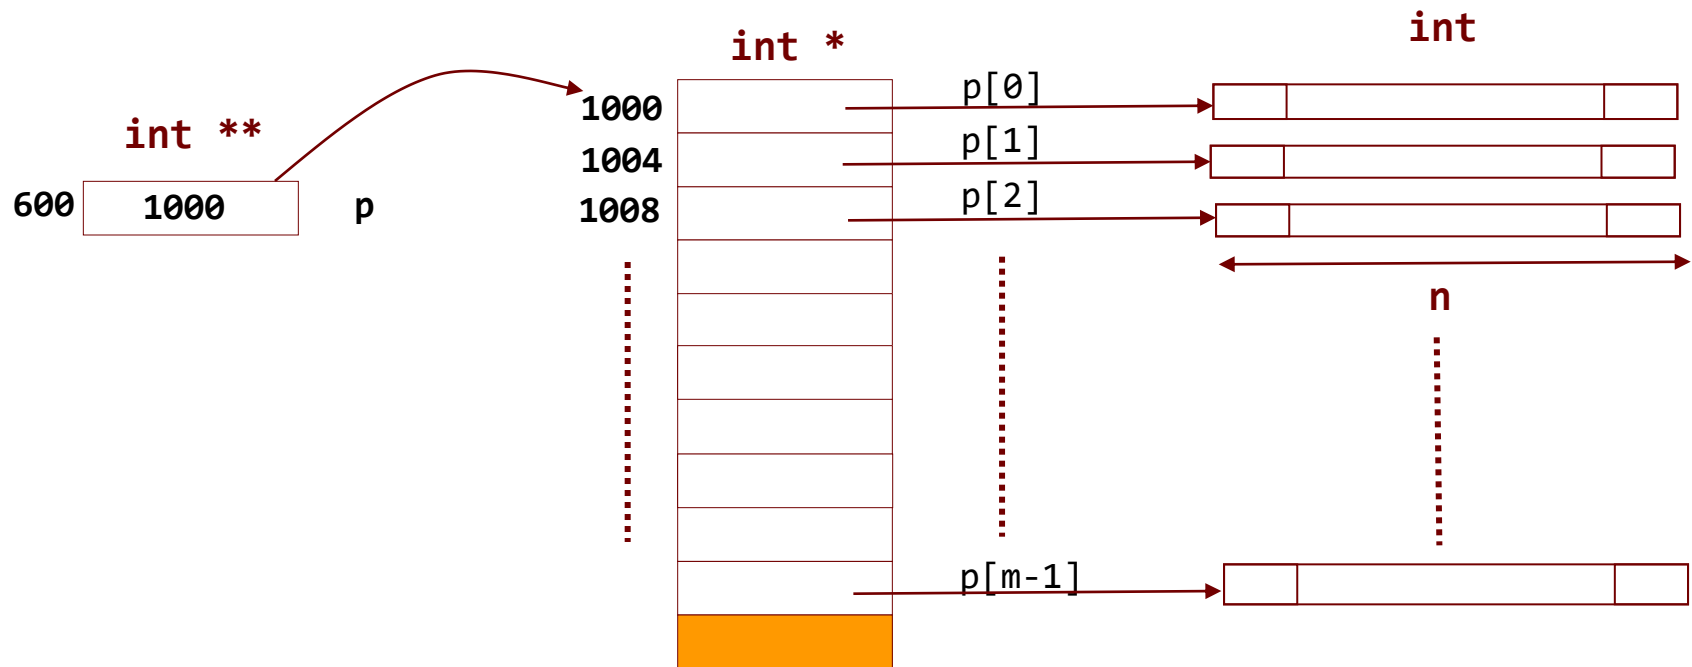 int **
600
1000
p
int *
1000
1004
1008
p[0]
p[1]
p[2]
p[m-1]
int
n